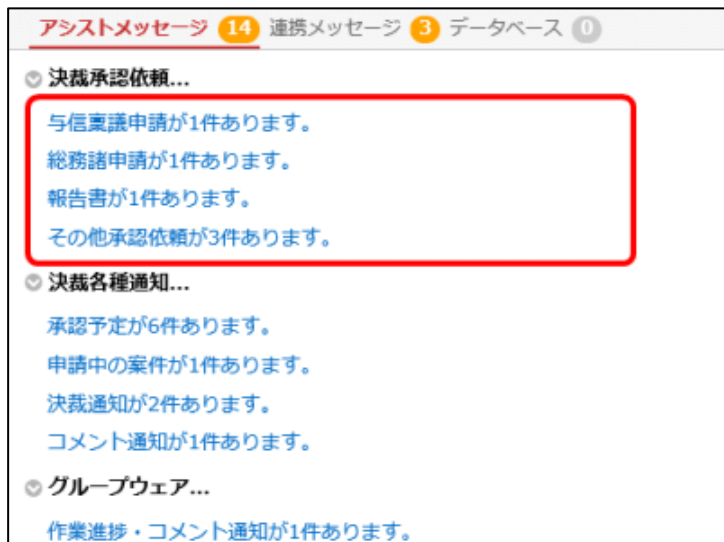 アシストメッセージ 14 連携メッセージ 3 データベース 0
決裁承認依頼...
与信稟議申請が1件あります。
総務諸申請が1件あります。
報告書が1件あります。
その他承認依頼が3件あります。
決裁各種通知...
承認予定が6件あります。
申請中の案件が1件あります。
決裁通知が2件あります。
コメント通知が1件あります。
グループウェア...
作業進捗・コメント通知が1件あります。